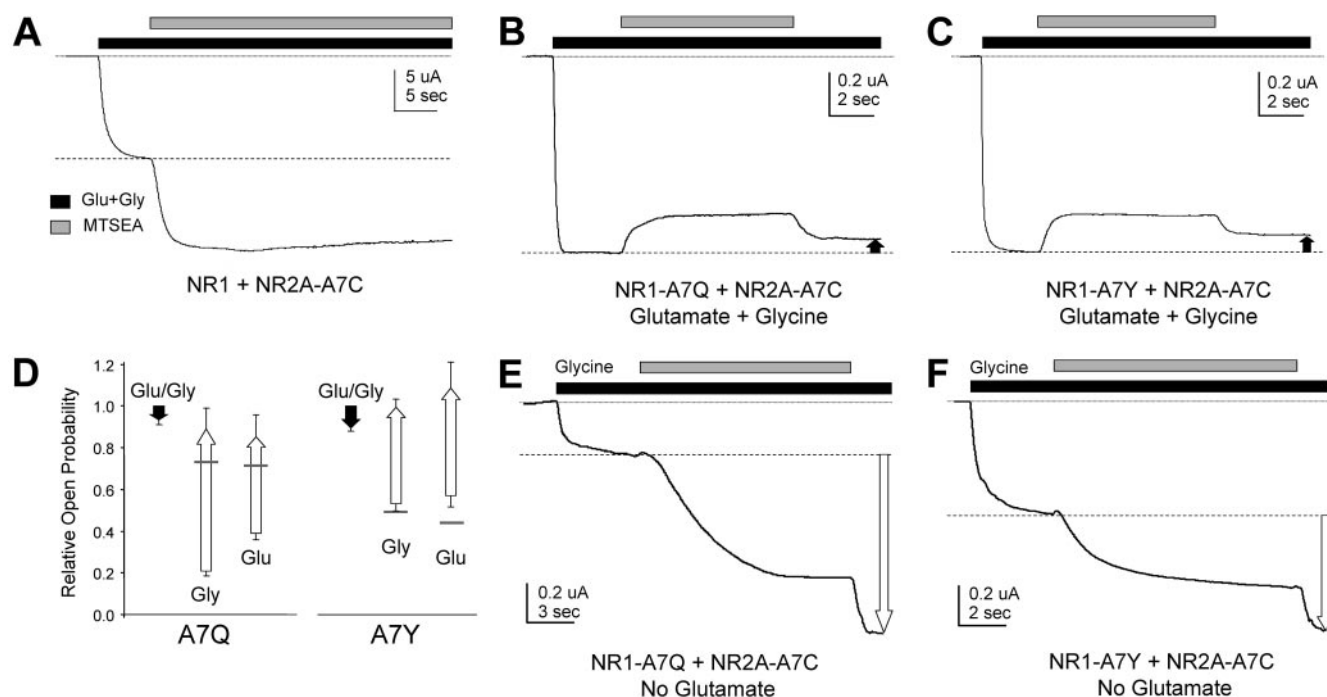 A
5 uA
5 sec
Glu+Gly
MTSEA
NR1 + NR2A-A7C
B
0.2 uA
2 sec
NR1-A7Q + NR2A-A7C
Glutamate + Glycine
C
0.2 uA
2 sec
NR1-A7Y + NR2A-A7C
Glutamate + Glycine
D
Relative Open Probability
1.2
1.0
0.8
0.6
0.4
0.2
0.0
Glu/Gly
Gly
Glu
A7Q
Glu/Gly
Gly
Glu
A7Y
E
Glycine
0.2 uA
3 sec
NR1-A7Q + NR2A-A7C
No Glutamate
F
Glycine
0.2 uA
2 sec
NR1-A7Y + NR2A-A7C
No Glutamate